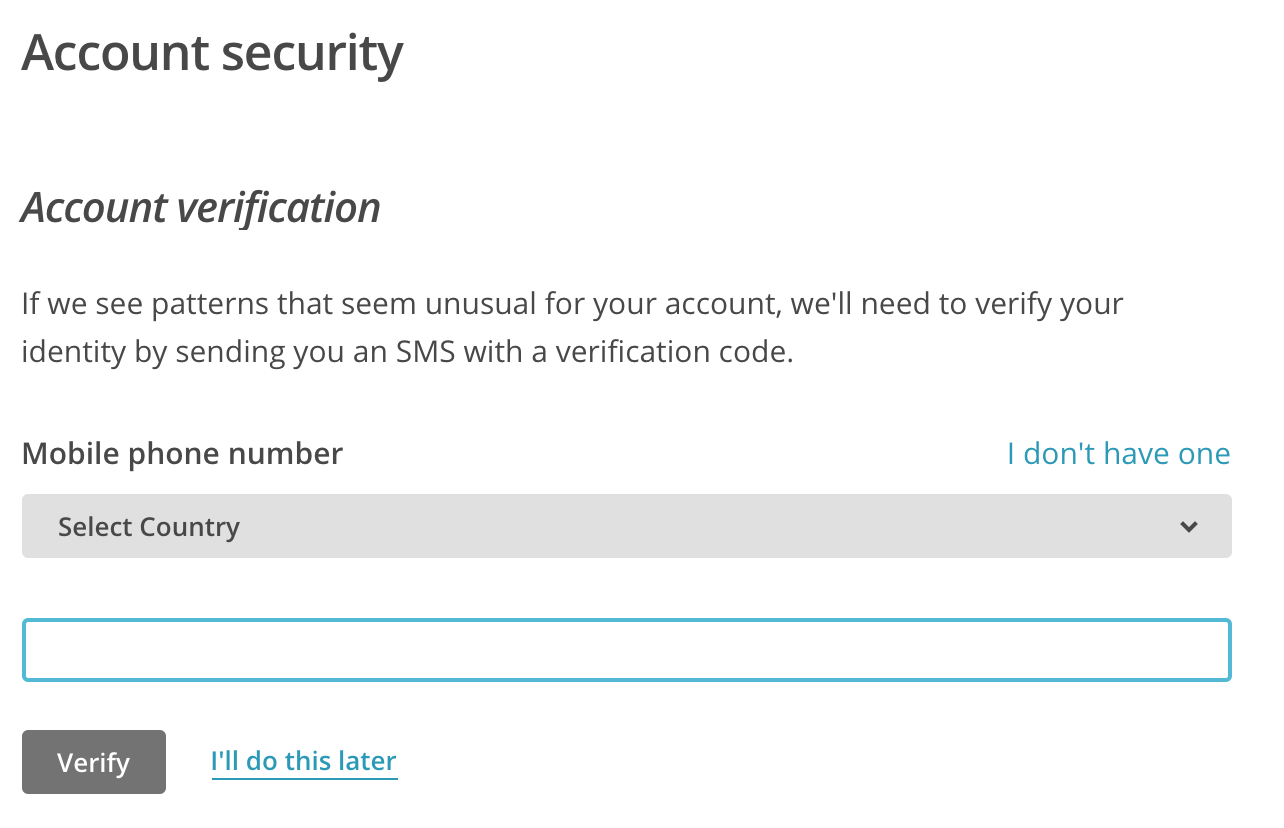 Account security
Account verification
If we see patterns that seem unusual for your account, we'll need to verify your
identity by sending you an SMS with a verification code.
Mobile phone number
I don't have one
Select Country
Verify
I'll do this later